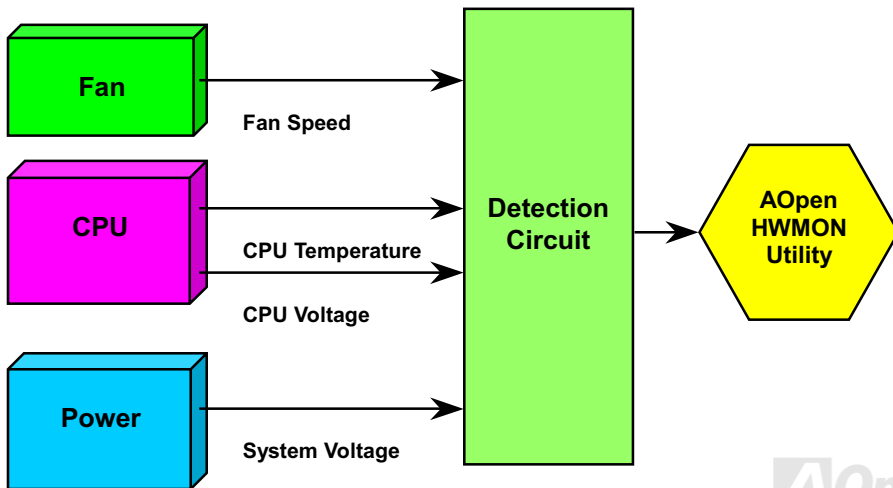 Fan
Fan Speed
CPU
CPU Temperature
CPU Voltage
Power
System Voltage
Detection
Circuit
AOpen
HWMON
Utility